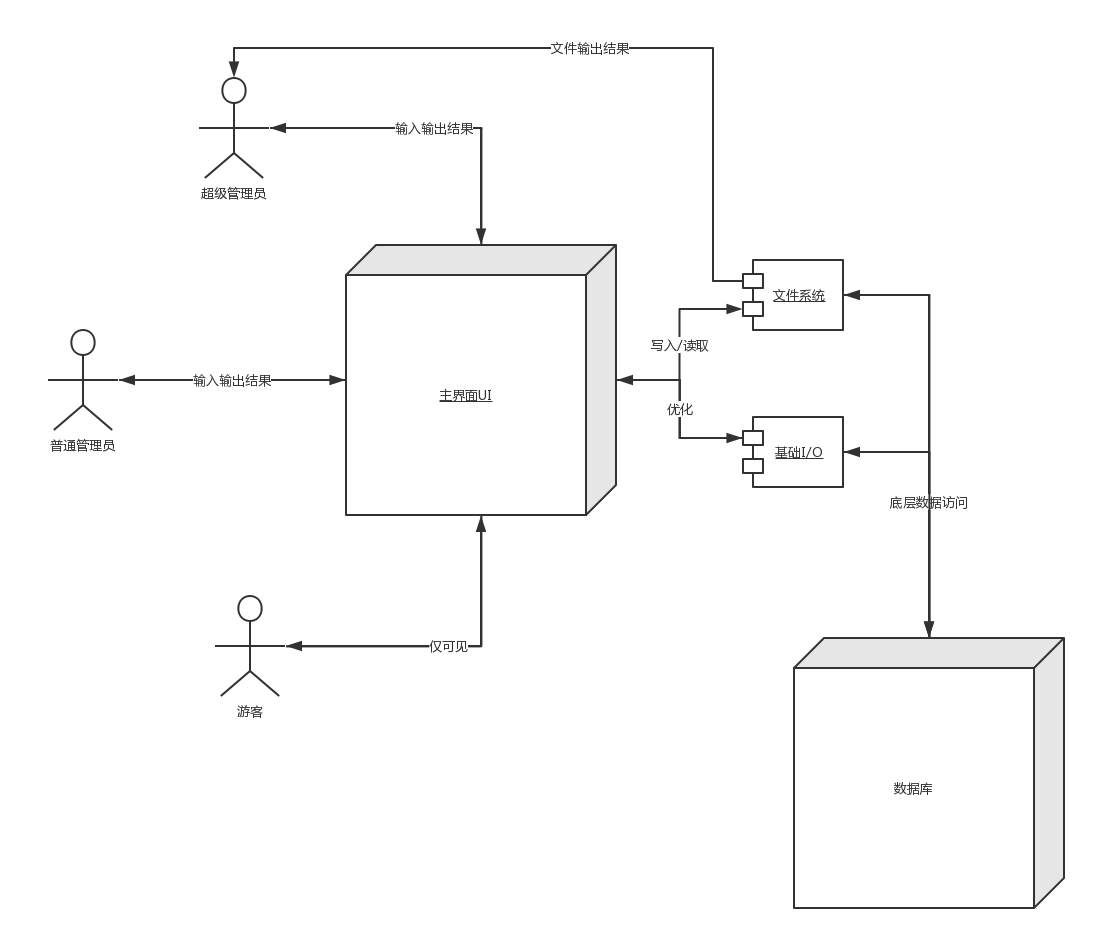 文件输出结果
输入输出结果
超级管理员
文件系统
写入/读取
输入输出结果
主界面UI
优化
普通管理员
基础I/O
底层数据访问
仅可见
游客
数据库